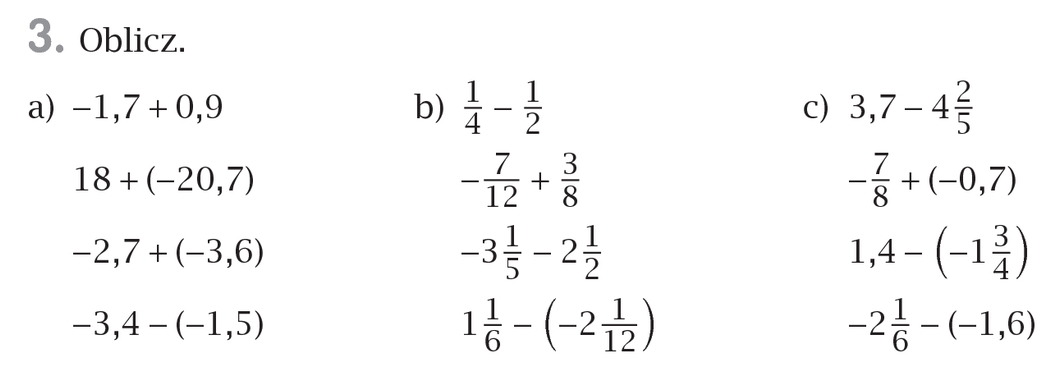 3. Oblicz.
a) −1,7 + 0,9
18 + (−20,7)
−2,7 + (−3,6)
−3,4 − (−1,5)
b) 1/4 − 1/2
−7/12 + 3/8
−3 1/5 − 2 1/2
1 1/6 − (−2 1/12)
c) 3,7 − 4 2/5
−7/8 + (−0,7)
1,4 − (−1 3/4)
−2 1/6 − (−1,6)